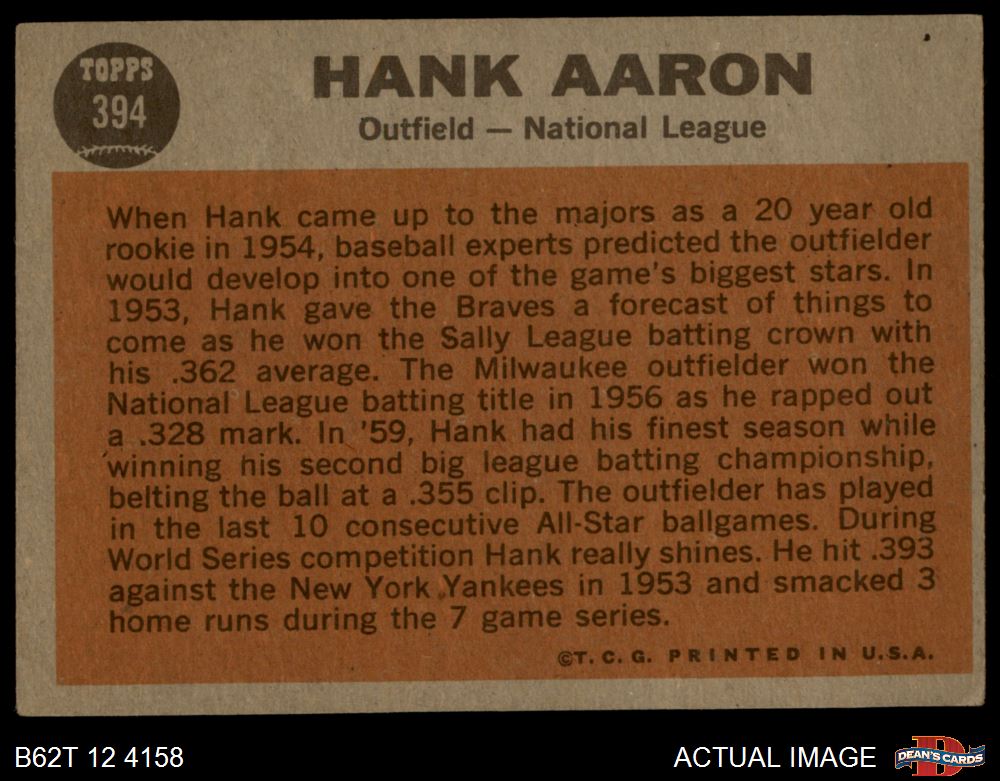 TOPPS
394
HANK AARON
Outfield — National League
When Hank came up to the majors as a 20 year old
rookie in 1954, baseball experts predicted the outfielder
would develop into one of the game's biggest stars. In
1953, Hank gave the Braves a forecast of things to
come as he won the Sally League batting crown with
his .362 average. The Milwaukee outfielder won the
National League batting title in 1956 as he rapped out
a .328 mark. In '59, Hank had his finest season while
winning his second big league batting championship,
belting the ball at a .355 clip. The outfielder has played
in the last 10 consecutive All-Star ballgames. During
World Series competition Hank really shines. He hit .393
against the New York Yankees in 1953 and smacked 3
home runs during the 7 game series.
©T. C. G. PRINTED IN U.S.A.
B62T 12 4158
ACTUAL IMAGE
D
DEAN'S CARDS